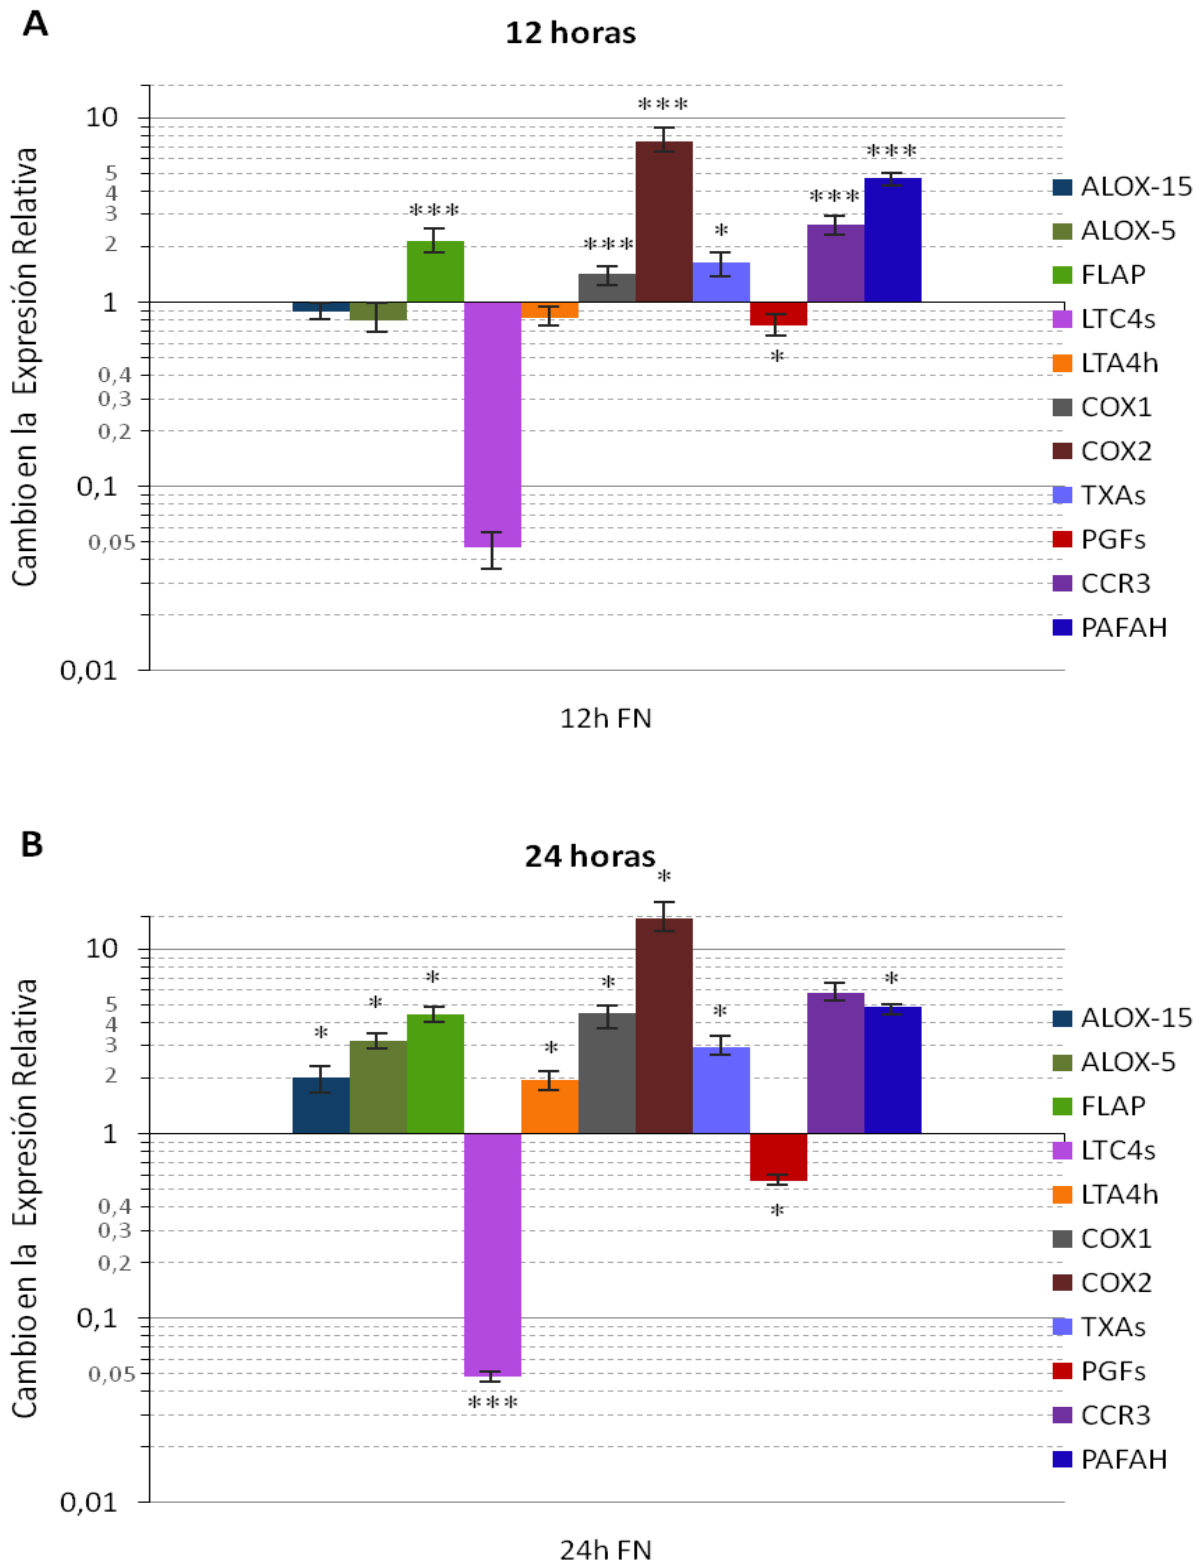 A
12 horas
Cambio en la Expresión Relativa
10
5
4
3
2
1
0,4
0,3
0,2
0,1
0,05
0,01
***
***
***
***
*
*
***
***
12h FN
ALOX-15
ALOX-5
FLAP
LTC4s
LTA4h
COX1
COX2
TXAs
PGFs
CCR3
PAFAH
B
24 horas
Cambio en la Expresión Relativa
10
5
4
3
2
1
0,4
0,3
0,2
0,1
0,05
0,01
*
*
*
***
*
*
*
*
*
*
24h FN
ALOX-15
ALOX-5
FLAP
LTC4s
LTA4h
COX1
COX2
TXAs
PGFs
CCR3
PAFAH